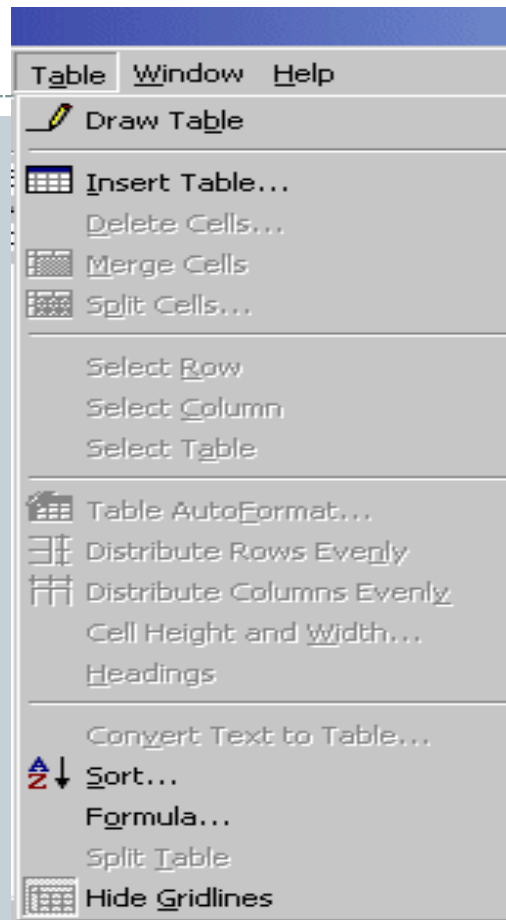 Table Window Help
Draw Table
Insert Table...
Delete Cells...
Merge Cells
Split Cells...
Select Row
Select Column
Select Table
Table AutoFormat...
Distribute Rows Evenly
Distribute Columns Evenly
Cell Height and Width...
Headings
Convert Text to Table...
Sort...
Formula...
Split Table
Hide Gridlines